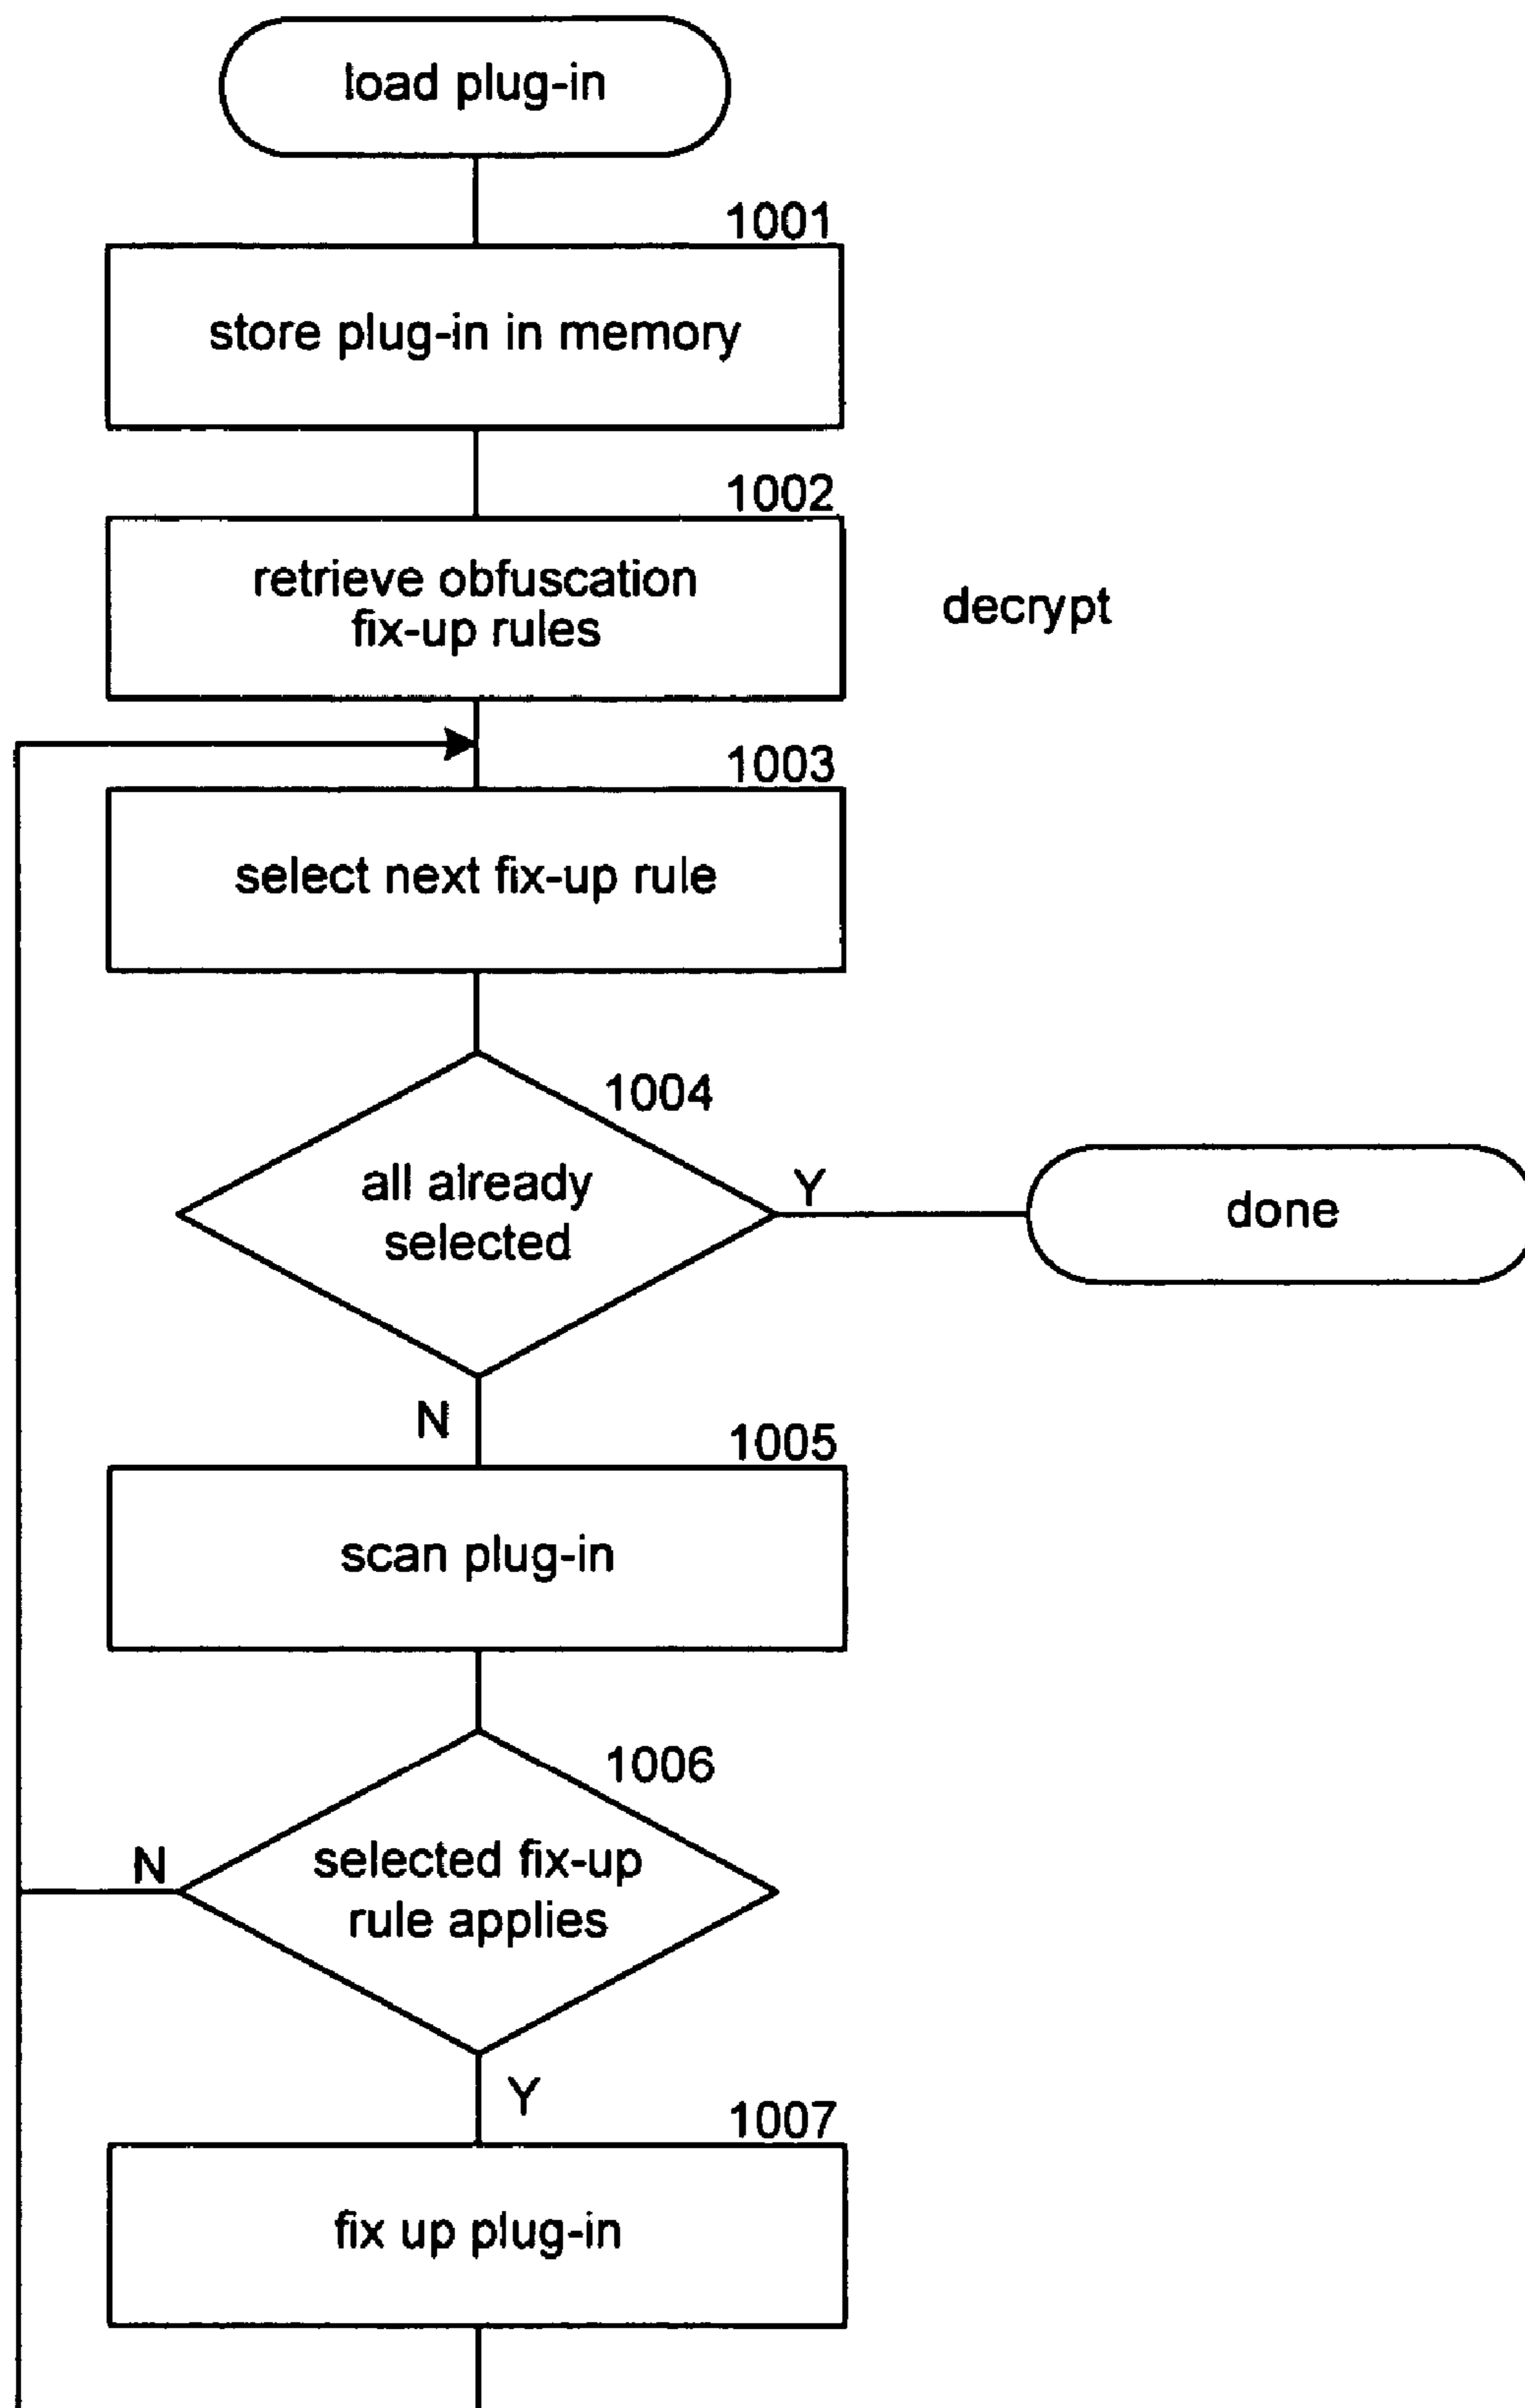 load plug-in
1001
store plug-in in memory
1002
retrieve obfuscation
fix-up rules
decrypt
1003
select next fix-up rule
1004
all already
selected
Y
done
N
1005
scan plug-in
1006
selected fix-up
rule applies
N
Y
1007
fix up plug-in